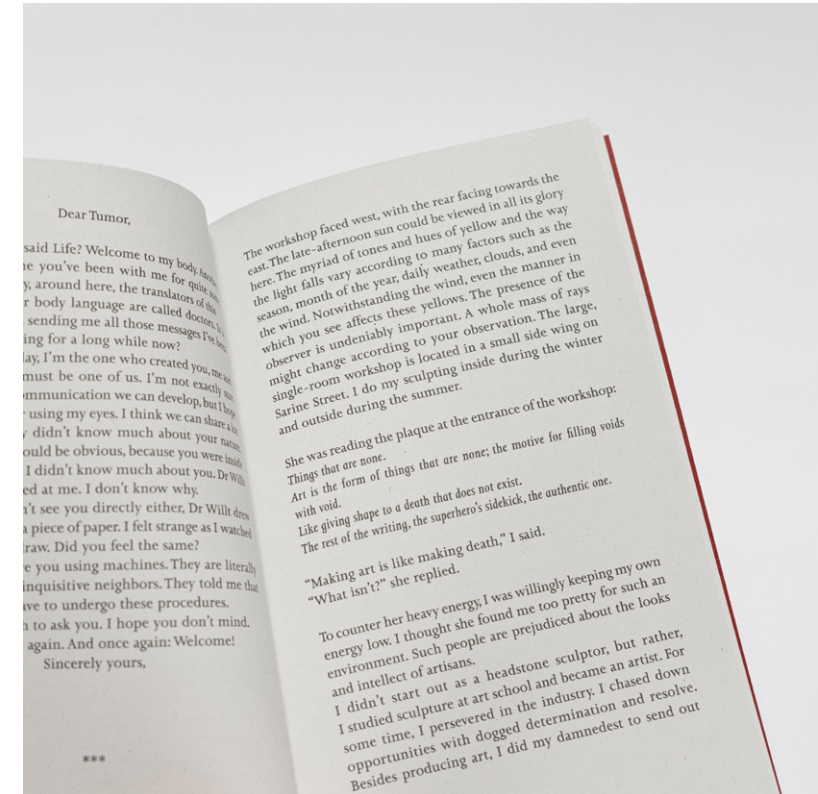 Dear Tumor,
said Life? Welcome to my body.
you've been with me for quite
around here, the translators of this
body language are called doctors.
sending me all those messages I've been
ing for a long while now?
I'm the one who created you, me
must be one of us. I'm not exactly
mmunication we can develop, but I hope
using my eyes. I think we can share a lot
didn't know much about your nature,
ould be obvious, because you were inside
I didn't know much about you. Dr Willt
ed at me. I don't know why.
n't see you directly either, Dr Willt drew
a piece of paper. I felt strange as I watched
raw. Did you feel the same?
e you using machines. They are literally
inquisitive neighbors. They told me that
ve to undergo these procedures.
to ask you. I hope you don't mind.
again. And once again: Welcome!
Sincerely yours,
***
The workshop faced west, with the rear facing towards the
east. The late-afternoon sun could be viewed in all its glory
here. The myriad of tones and hues of yellow and the way
the light falls vary according to many factors such as the
season, month of the year, daily weather, clouds, and even
the wind. Notwithstanding the wind, even the manner in
which you see affects these yellows. The presence of the
observer is undeniably important. A whole mass of rays
might change according to your observation. The large,
single-room workshop is located in a small side wing on
Sarine Street. I do my sculpting inside during the winter
and outside during the summer.
She was reading the plaque at the entrance of the workshop:
Things that are none.
Art is the form of things that are none; the motive for filling voids
with void.
Like giving shape to a death that does not exist.
The rest of the writing, the superhero's sidekick, the authentic one.
“Making art is like making death,” I said.
“What isn't?” she replied.
To counter her heavy energy, I was willingly keeping my own
energy low. I thought she found me too pretty for such an
environment. Such people are prejudiced about the looks
and intellect of artisans.
I didn't start out as a headstone sculptor, but rather,
I studied sculpture at art school and became an artist. For
some time, I persevered in the industry. I chased down
opportunities with dogged determination and resolve.
Besides producing art, I did my damnedest to send out